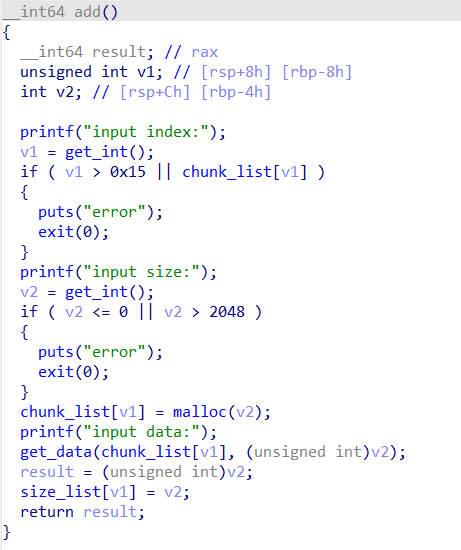 __int64 add()
{
  __int64 result; // rax
  unsigned int v1; // [rsp+8h] [rbp-8h]
  int v2; // [rsp+Ch] [rbp-4h]

  printf("input index:");
  v1 = get_int();
  if ( v1 > 0x15 || chunk_list[v1] )
  {
    puts("error");
    exit(0);
  }
  printf("input size:");
  v2 = get_int();
  if ( v2 <= 0 || v2 > 2048 )
  {
    puts("error");
    exit(0);
  }
  chunk_list[v1] = malloc(v2);
  printf("input data:");
  get_data(chunk_list[v1], (unsigned int)v2);
  result = (unsigned int)v2;
  size_list[v1] = v2;
  return result;
}